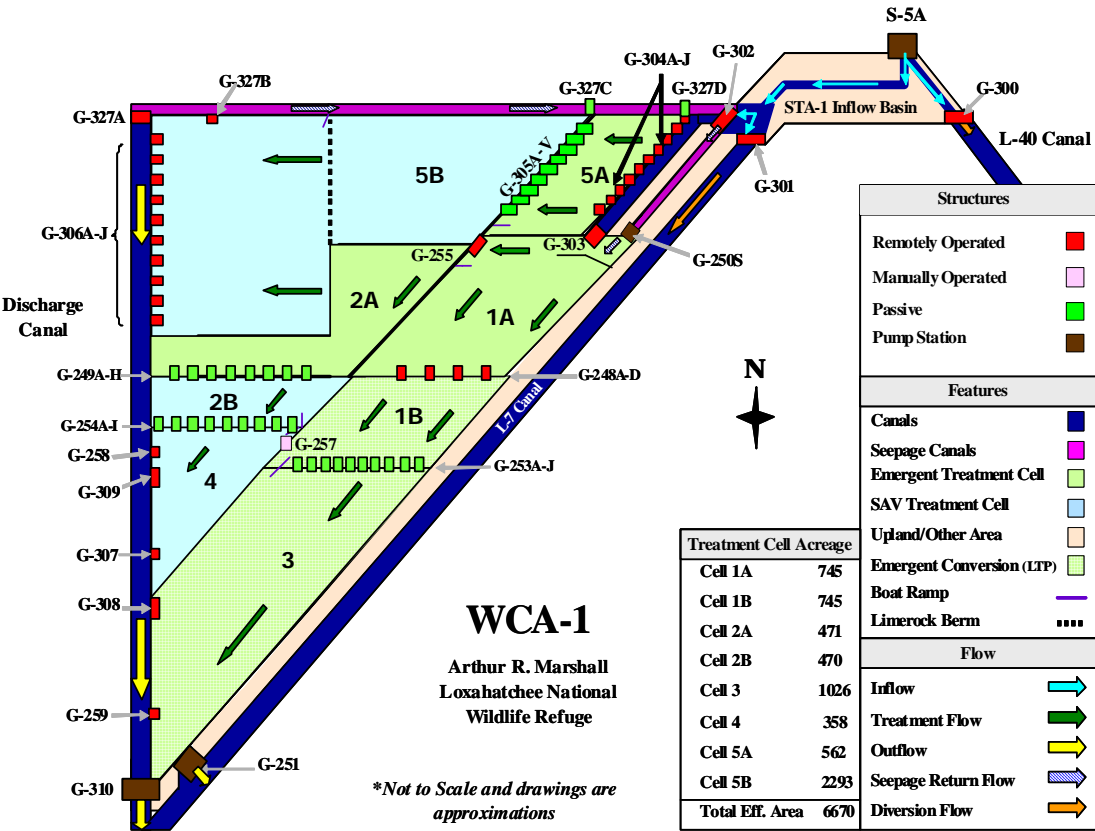 S-5A
G-302
G-304A-J
G-327B
G-327C
G-327D
G-327A
G-300
STA-1 Inflow Basin
L-40 Canal
G-305A-V
5B
5A
G-301
G-306A-J
G-303
G-255
G-250S
Discharge
Canal
2A
1A
G-249A-H
G-248A-D
N
2B
1B
L-7 Canal
G-254A-I
G-257
G-258
G-253A-J
4
G-309
G-307
3
G-308
G-259
G-251
G-310
WCA-1
Arthur R. Marshall
Loxahatchee National
Wildlife Refuge
*Not to Scale and drawings are
approximations
Treatment Cell Acreage
Cell 1A 745
Cell 1B 745
Cell 2A 471
Cell 2B 470
Cell 3 1026
Cell 4 358
Cell 5A 562
Cell 5B 2293
Total Eff. Area 6670
Structures
Remotely Operated
Manually Operated
Passive
Pump Station
Features
Canals
Seepage Canals
Emergent Treatment Cell
SAV Treatment Cell
Upland/Other Area
Emergent Conversion (LTP)
Boat Ramp
Limerock Berm
Flow
Inflow
Treatment Flow
Outflow
Seepage Return Flow
Diversion Flow